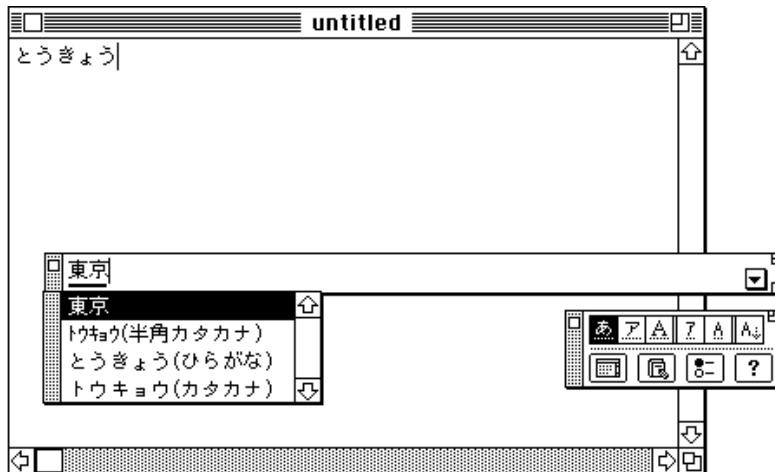 untitled
とうきょう
東京
東京
ﾄｳｷｮｳ(半角カタカナ)
とうきょう(ひらがな)
トウキョウ(カタカナ)
あ ア A ｱ A A
?